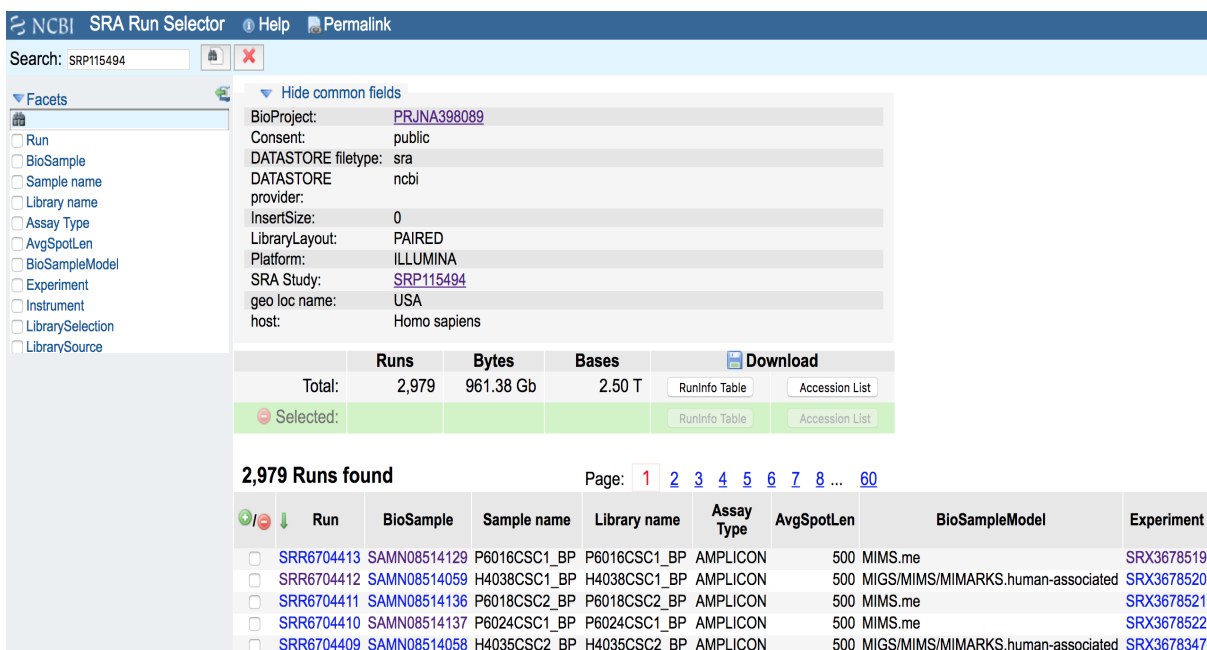 NCBI SRA Run Selector Help Permalink
Search: SRP115494
Facets
Run
BioSample
Sample name
Library name
Assay Type
AvgSpotLen
BioSampleModel
Experiment
Instrument
LibrarySelection
LibrarySource
Hide common fields
BioProject: PRJNA398089
Consent: public
DATASTORE filetype: sra
DATASTORE provider: ncbi
InsertSize: 0
LibraryLayout: PAIRED
Platform: ILLUMINA
SRA Study: SRP115494
geo loc name: USA
host: Homo sapiens
Runs Bytes Bases Download
Total: 2,979 961.38 Gb 2.50 T RunInfo Table Accession List
Selected: RunInfo Table Accession List
2,979 Runs found Page: 1 2 3 4 5 6 7 8 ... 60
Run BioSample Sample name Library name Assay Type AvgSpotLen BioSampleModel Experiment
SRR6704413 SAMN08514129 P6016CSC1_BP P6016CSC1_BP AMPLICON 500 MIMS.me SRX3678519
SRR6704412 SAMN08514059 H4038CSC1_BP H4038CSC1_BP AMPLICON 500 MIGS/MIMS/MIMARKS.human-associated SRX3678520
SRR6704411 SAMN08514136 P6018CSC2_BP P6018CSC2_BP AMPLICON 500 MIMS.me SRX3678521
SRR6704410 SAMN08514137 P6024CSC1_BP P6024CSC1_BP AMPLICON 500 MIMS.me SRX3678522
SRR6704409 SAMN08514058 H4035CSC2_BP H4035CSC2_BP AMPLICON 500 MIGS/MIMS/MIMARKS.human-associated SRX3678347